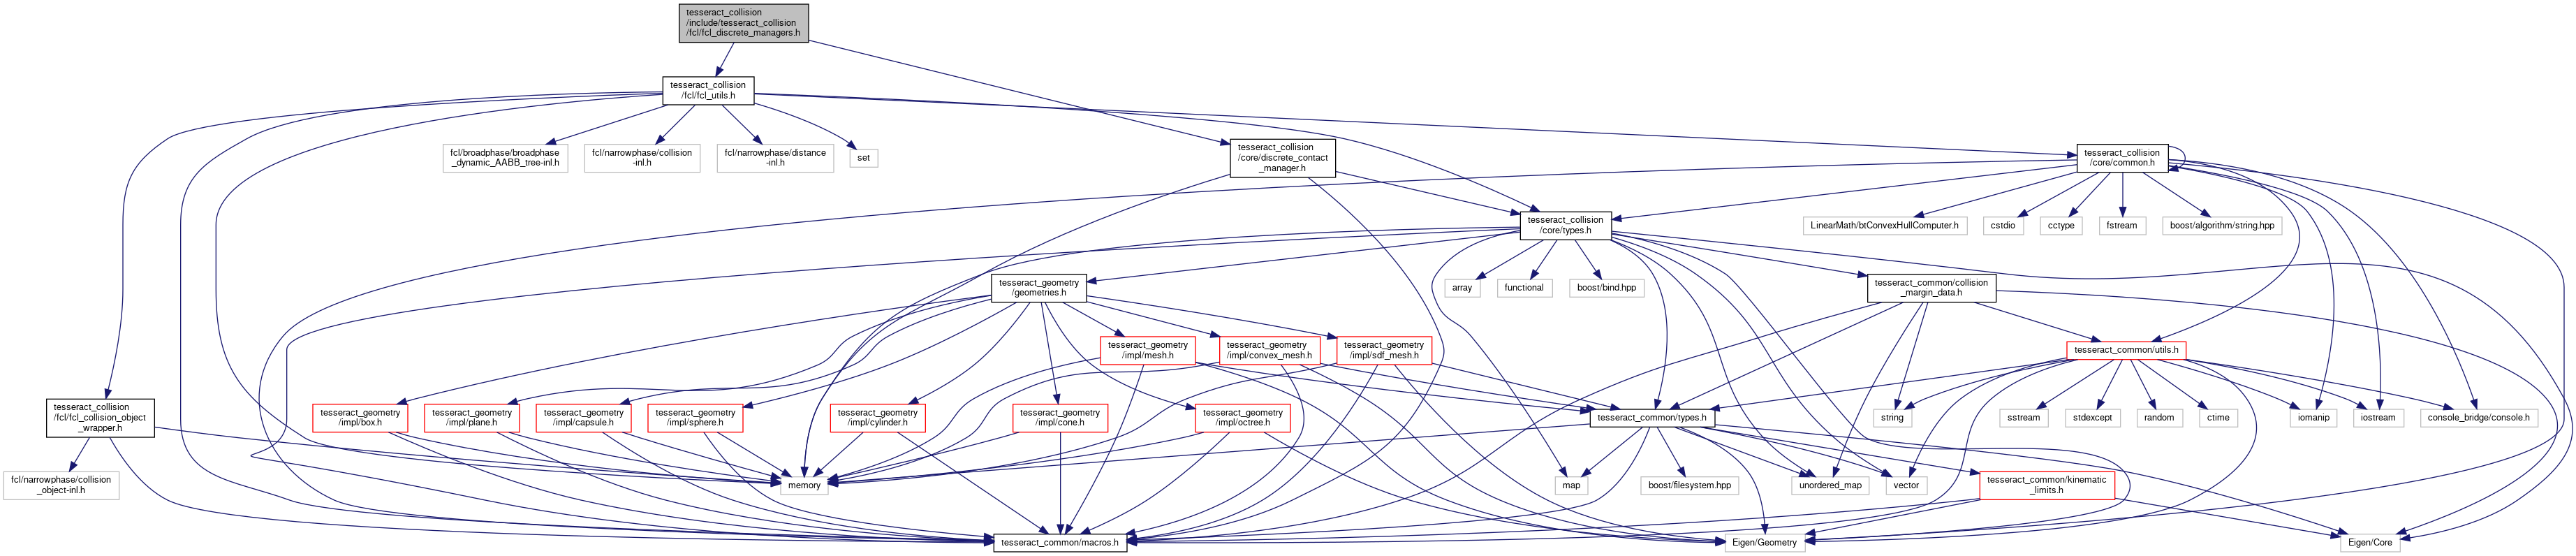 tesseract_collision
/include/tesseract_collision
/fcl/fcl_discrete_managers.h
tesseract_collision
/fcl/fcl_utils.h
fcl/broadphase/broadphase
_dynamic_AABB_tree-inl.h
fcl/narrowphase/collision
-inl.h
fcl/narrowphase/distance
-inl.h
set
tesseract_collision
/core/discrete_contact
_manager.h
tesseract_collision
/core/common.h
tesseract_collision
/core/types.h
LinearMath/btConvexHullComputer.h
cstdio
cctype
fstream
boost/algorithm/string.hpp
tesseract_geometry
/geometries.h
array
functional
boost/bind.hpp
tesseract_common/collision
_margin_data.h
tesseract_geometry
/impl/mesh.h
tesseract_geometry
/impl/convex_mesh.h
tesseract_geometry
/impl/sdf_mesh.h
tesseract_common/utils.h
tesseract_collision
/fcl/fcl_collision_object
_wrapper.h
tesseract_geometry
/impl/box.h
tesseract_geometry
/impl/plane.h
tesseract_geometry
/impl/capsule.h
tesseract_geometry
/impl/sphere.h
tesseract_geometry
/impl/cylinder.h
tesseract_geometry
/impl/cone.h
tesseract_geometry
/impl/octree.h
tesseract_common/types.h
string
sstream
stdexcept
random
ctime
iomanip
iostream
console_bridge/console.h
fcl/narrowphase/collision
_object-inl.h
memory
map
boost/filesystem.hpp
unordered_map
vector
tesseract_common/kinematic
_limits.h
tesseract_common/macros.h
Eigen/Geometry
Eigen/Core